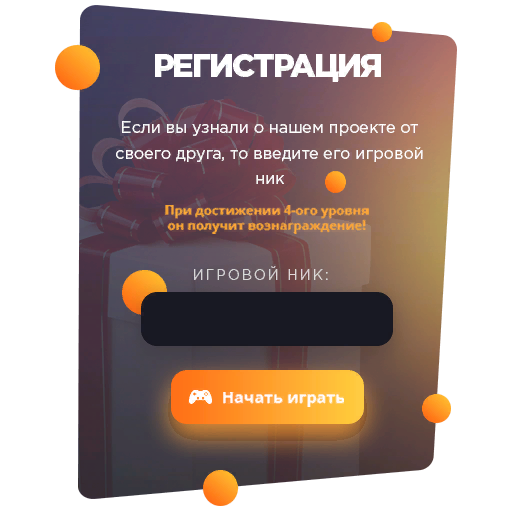 РЕГИСТРАЦИЯ
Если вы узнали о нашем проекте от
своего друга, то введите его игровой
ник
При достижении 4-ого уровня
он получит вознаграждение!
ИГРОВОЙ НИК:
Начать играть